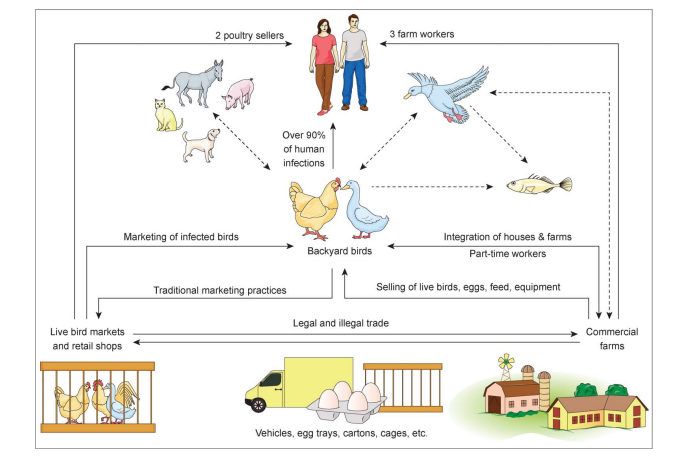 2 poultry sellers
3 farm workers
Over 90%
of human
infections
Marketing of infected birds
Backyard birds
Integration of houses & farms
Part-time workers
Traditional marketing practices
Selling of live birds, eggs, feed, equipment
Legal and illegal trade
Live bird markets
and retail shops
Commercial
farms
Vehicles, egg trays, cartons, cages, etc.